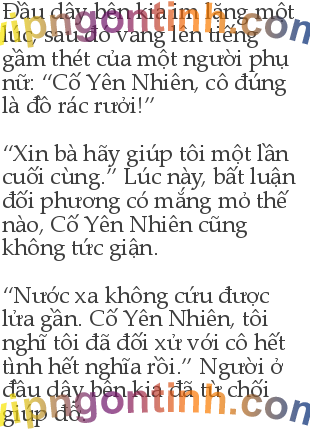 Đầu dây bên kia im lặng một
lúc, sau đó vang lên tiếng
gầm thét của một người phụ
nữ: “Cố Yên Nhiên, cô đúng
là đồ rác rưởi!”
“Xin bà hãy giúp tôi một lần
cuối cùng.” Lúc này, bất luận
đối phương có mắng mỏ thế
nào, Cố Yên Nhiên cũng
không tức giận.
“Nước xa không cứu được
lửa gần. Cố Yên Nhiên, tôi
nghĩ tôi đã đối xử với cô hết
tình hết nghĩa rồi.” Người ở
đầu dây bên kia đã từ chối
giúp đỡ.
vipngontinh.com
vipngontinh.com